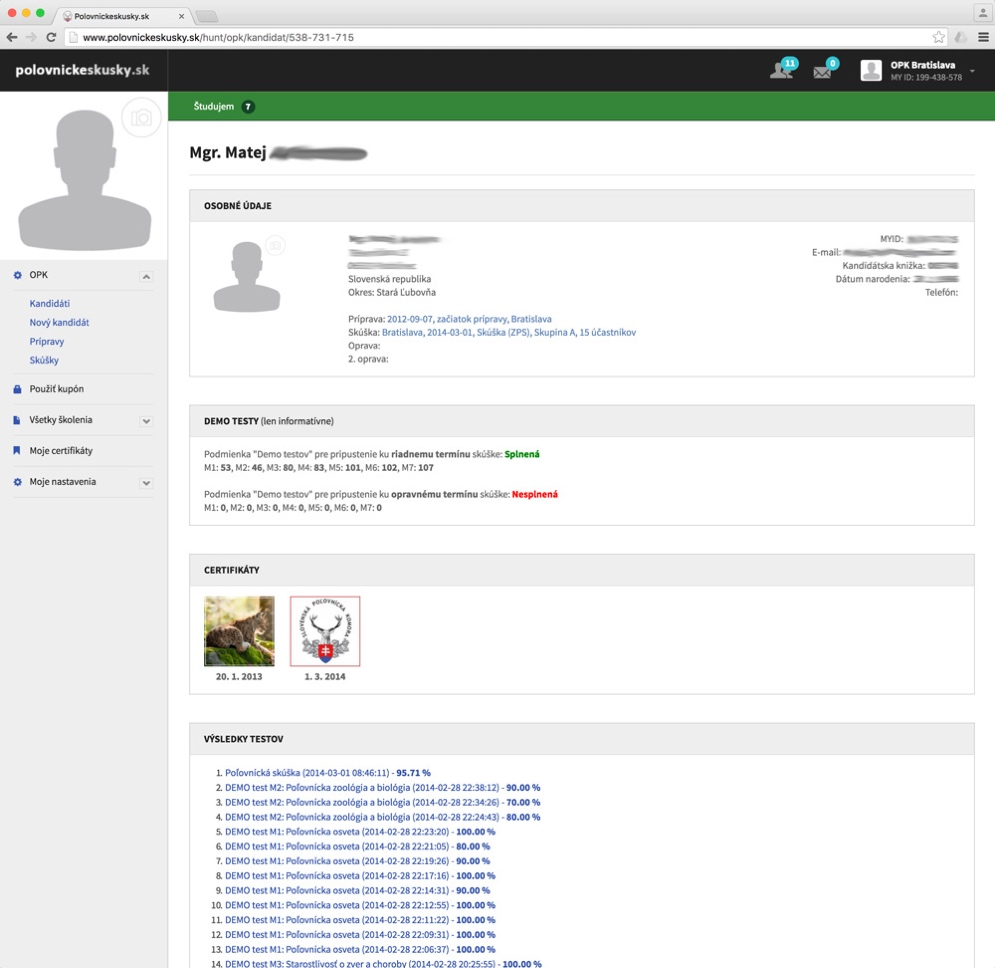 Polovnickeskusky.sk
www.polovnickeskusky.sk/hunt/opk/kandidat/538-731-715
polovnickeskusky.sk
11
0
OPK Bratislava
MY ID: 199-438-578
Študujem 7
OPK
Kandidáti
Nový kandidát
Prípravy
Skúšky
Použiť kupón
Všetky školenia
Moje certifikáty
Moje nastavenia
Mgr. Matej
OSOBNÉ ÚDAJE
Slovenská republika
Okres: Stará Ľubovňa
Príprava: 2012-09-07, začiatok prípravy, Bratislava
Skúška: Bratislava, 2014-03-01, Skúška (ZPS), Skupina A, 15 účastníkov
Oprava:
2. oprava:
MYID:
E-mail:
Kandidátska knižka:
Dátum narodenia:
Telefón:
DEMO TESTY (len informatívne)
Podmienka "Demo testov" pre pripustenie ku riadnemu termínu skúške: Splnená
M1: 53, M2: 46, M3: 80, M4: 83, M5: 101, M6: 102, M7: 107
Podmienka "Demo testov" pre pripustenie ku opravnému termínu skúške: Nesplnená
M1: 0, M2: 0, M3: 0, M4: 0, M5: 0, M6: 0, M7: 0
CERTIFIKÁTY
SLOVENSKÁ POĽOVNÍCKA KOMORA
20. 1. 2013
1. 3. 2014
VÝSLEDKY TESTOV
1. Poľovnícká skúška (2014-03-01 08:46:11) - 95.71 %
2. DEMO test M2: Poľovnícka zoológia a biológia (2014-02-28 22:38:12) - 90.00 %
3. DEMO test M2: Poľovnícka zoológia a biológia (2014-02-28 22:34:26) - 70.00 %
4. DEMO test M2: Poľovnícka zoológia a biológia (2014-02-28 22:24:43) - 80.00 %
5. DEMO test M1: Poľovnícka osveta (2014-02-28 22:23:20) - 100.00 %
6. DEMO test M1: Poľovnícka osveta (2014-02-28 22:21:05) - 80.00 %
7. DEMO test M1: Poľovnícka osveta (2014-02-28 22:19:26) - 90.00 %
8. DEMO test M1: Poľovnícka osveta (2014-02-28 22:17:16) - 100.00 %
9. DEMO test M1: Poľovnícka osveta (2014-02-28 22:14:31) - 90.00 %
10. DEMO test M1: Poľovnícka osveta (2014-02-28 22:12:55) - 100.00 %
11. DEMO test M1: Poľovnícka osveta (2014-02-28 22:11:22) - 100.00 %
12. DEMO test M1: Poľovnícka osveta (2014-02-28 22:09:31) - 100.00 %
13. DEMO test M1: Poľovnícka osveta (2014-02-28 22:06:37) - 100.00 %
14. DEMO test M3: Starostlivosť o zver a choroby (2014-02-28 20:25:55) - 100.00 %